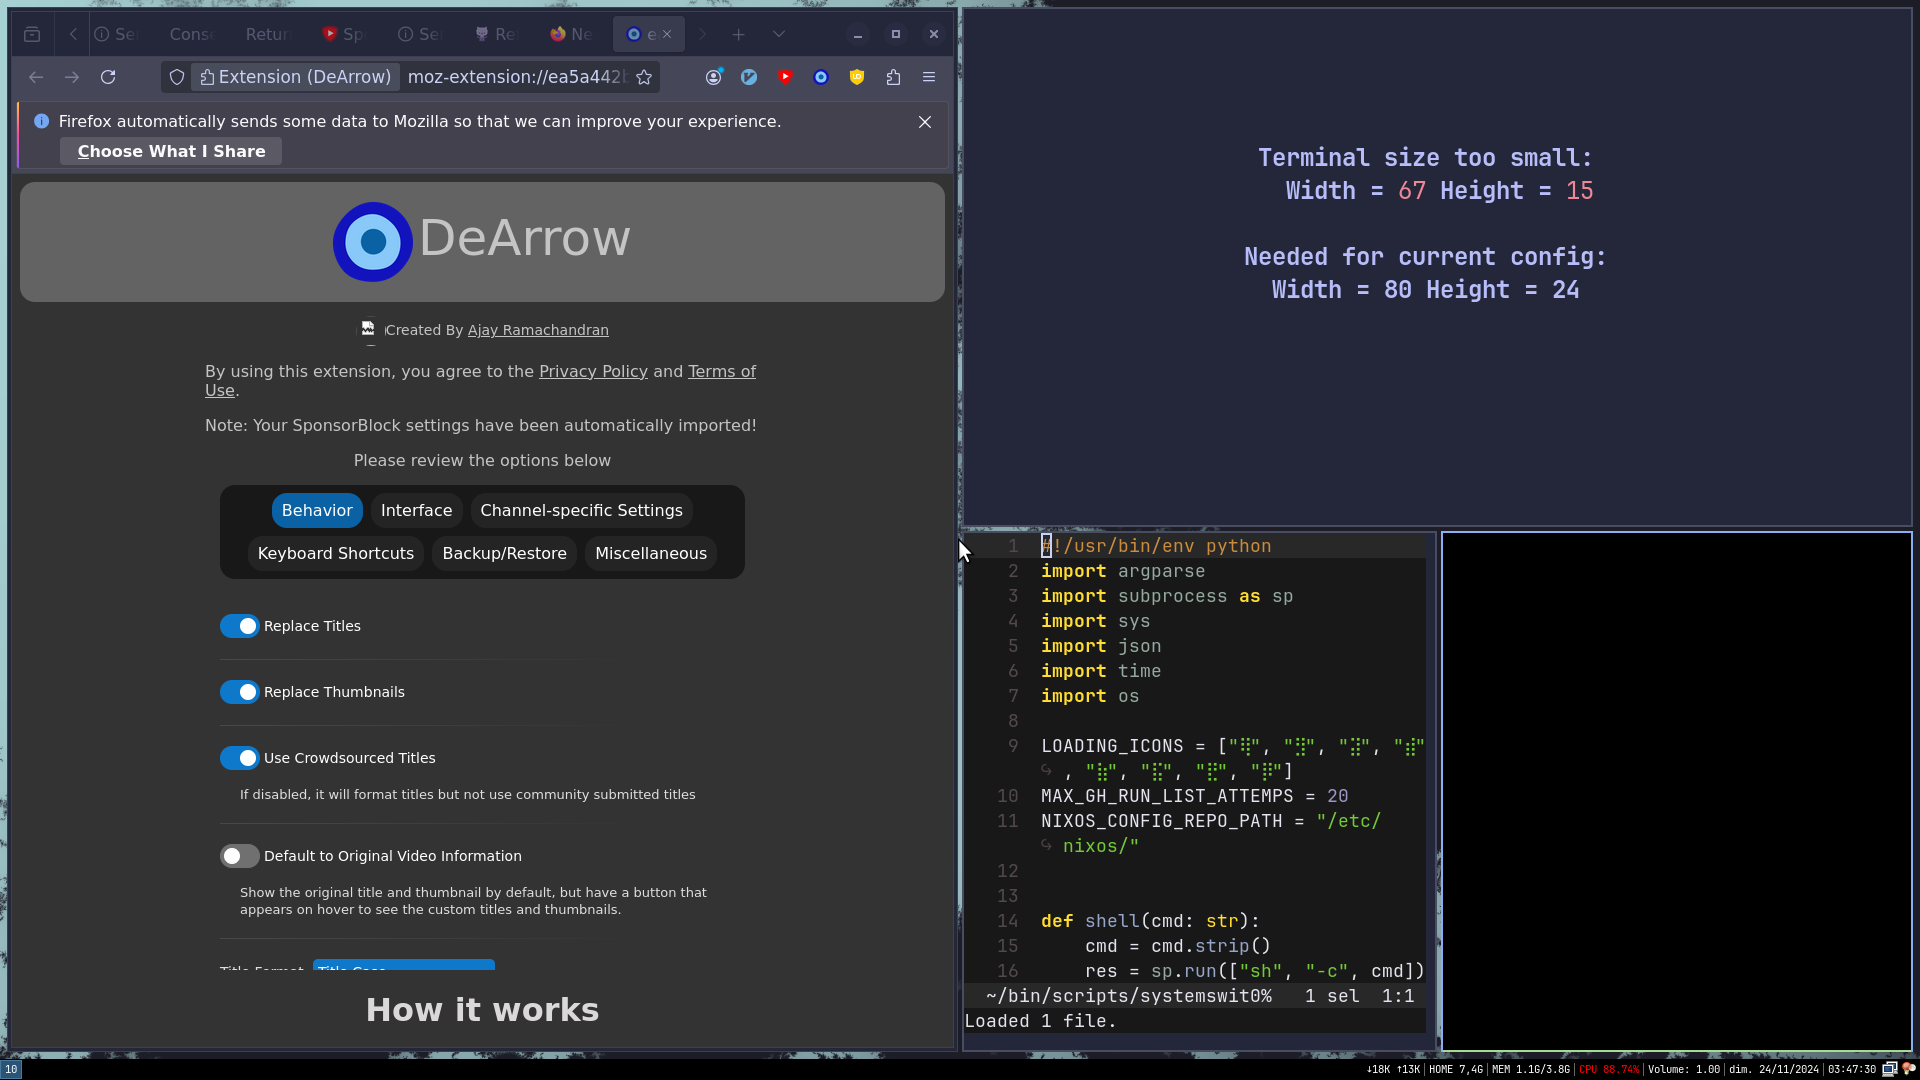 Se
Conse
Retur
Sp
Se
Re
Ne
e
Extension (DeArrow)
moz-extension://ea5a442b
Firefox automatically sends some data to Mozilla so that we can improve your experience.
Choose What I Share
DeArrow
Created By Ajay Ramachandran
By using this extension, you agree to the Privacy Policy and Terms of
Use.
Note: Your SponsorBlock settings have been automatically imported!
Please review the options below
Behavior
Interface
Channel-specific Settings
Keyboard Shortcuts
Backup/Restore
Miscellaneous
Replace Titles
Replace Thumbnails
Use Crowdsourced Titles
If disabled, it will format titles but not use community submitted titles
Default to Original Video Information
Show the original title and thumbnail by default, but have a button that
appears on hover to see the custom titles and thumbnails.
Title Format
Title Case
How it works
Terminal size too small:
Width = 67 Height = 15
Needed for current config:
Width = 80 Height = 24
1 #!/usr/bin/env python
2 import argparse
3 import subprocess as sp
4 import sys
5 import json
6 import time
7 import os
8
9 LOADING_ICONS = ["⢿", "⣻", "⣽", "⣾"
↪ , "⣷", "⣯", "⣟", "⡿"]
10 MAX_GH_RUN_LIST_ATTEMPS = 20
11 NIXOS_CONFIG_REPO_PATH = "/etc/
↪ nixos/"
12
13
14 def shell(cmd: str):
15 cmd = cmd.strip()
16 res = sp.run(["sh", "-c", cmd])
~/bin/scripts/systemswit0% 1 sel 1:1
Loaded 1 file.
10
↓18K ↑13K│HOME 7,4G│MEM 1.1G/3.8G│CPU 88.74%│Volume: 1.00│dim. 24/11/2024│03:47:30